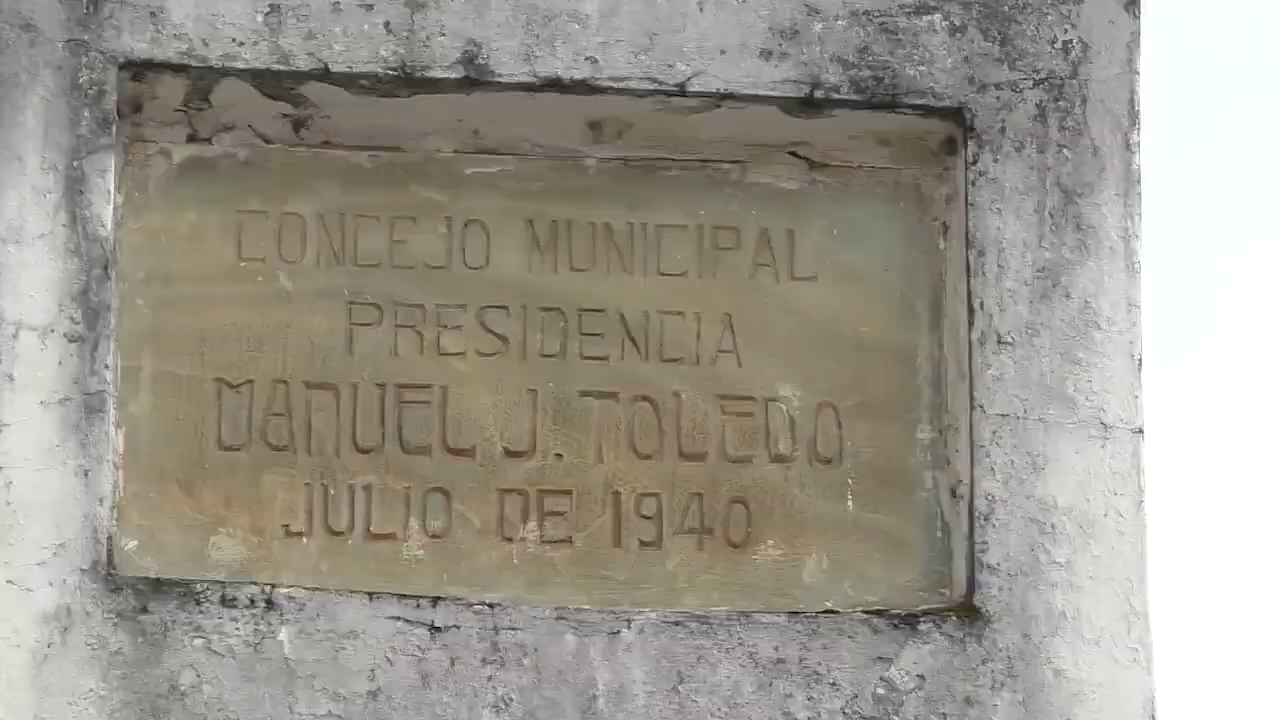 CONCEJO MUNICIPAL
PRESIDENCIA
MANUEL J. TOLEDO
JULIO DE 1940